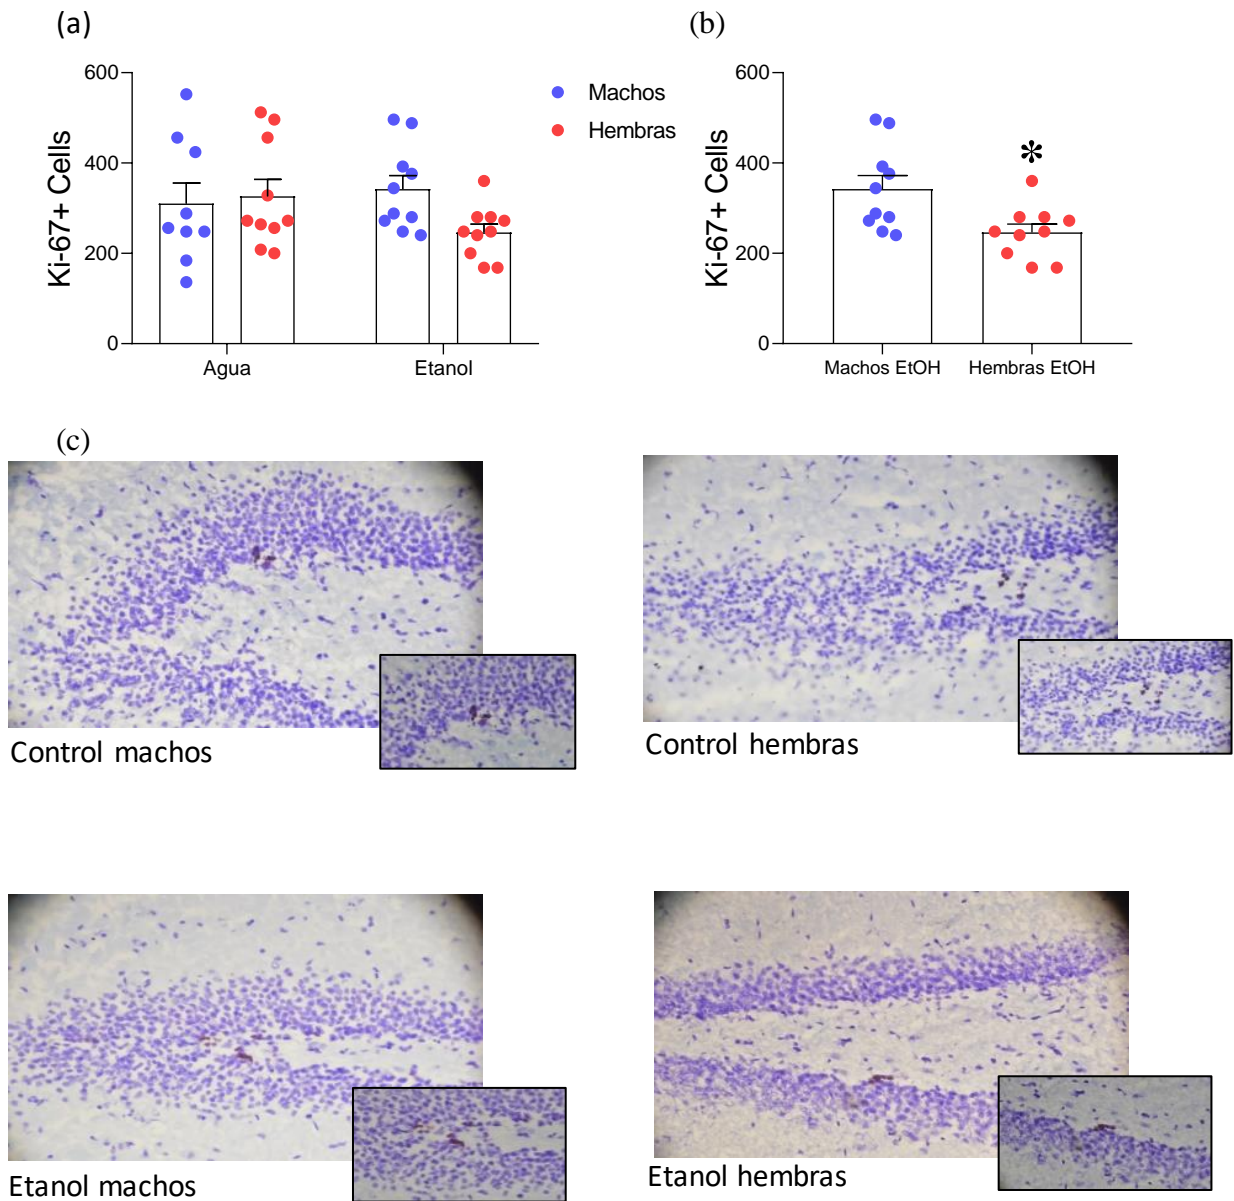 (a)
600
400
200
0
Ki-67+ Cells
Agua
Etanol
Machos
Hembras
(b)
600
400
200
0
Ki-67+ Cells
*
Machos EtOH
Hembras EtOH
(c)
Control machos
Control hembras
Etanol machos
Etanol hembras